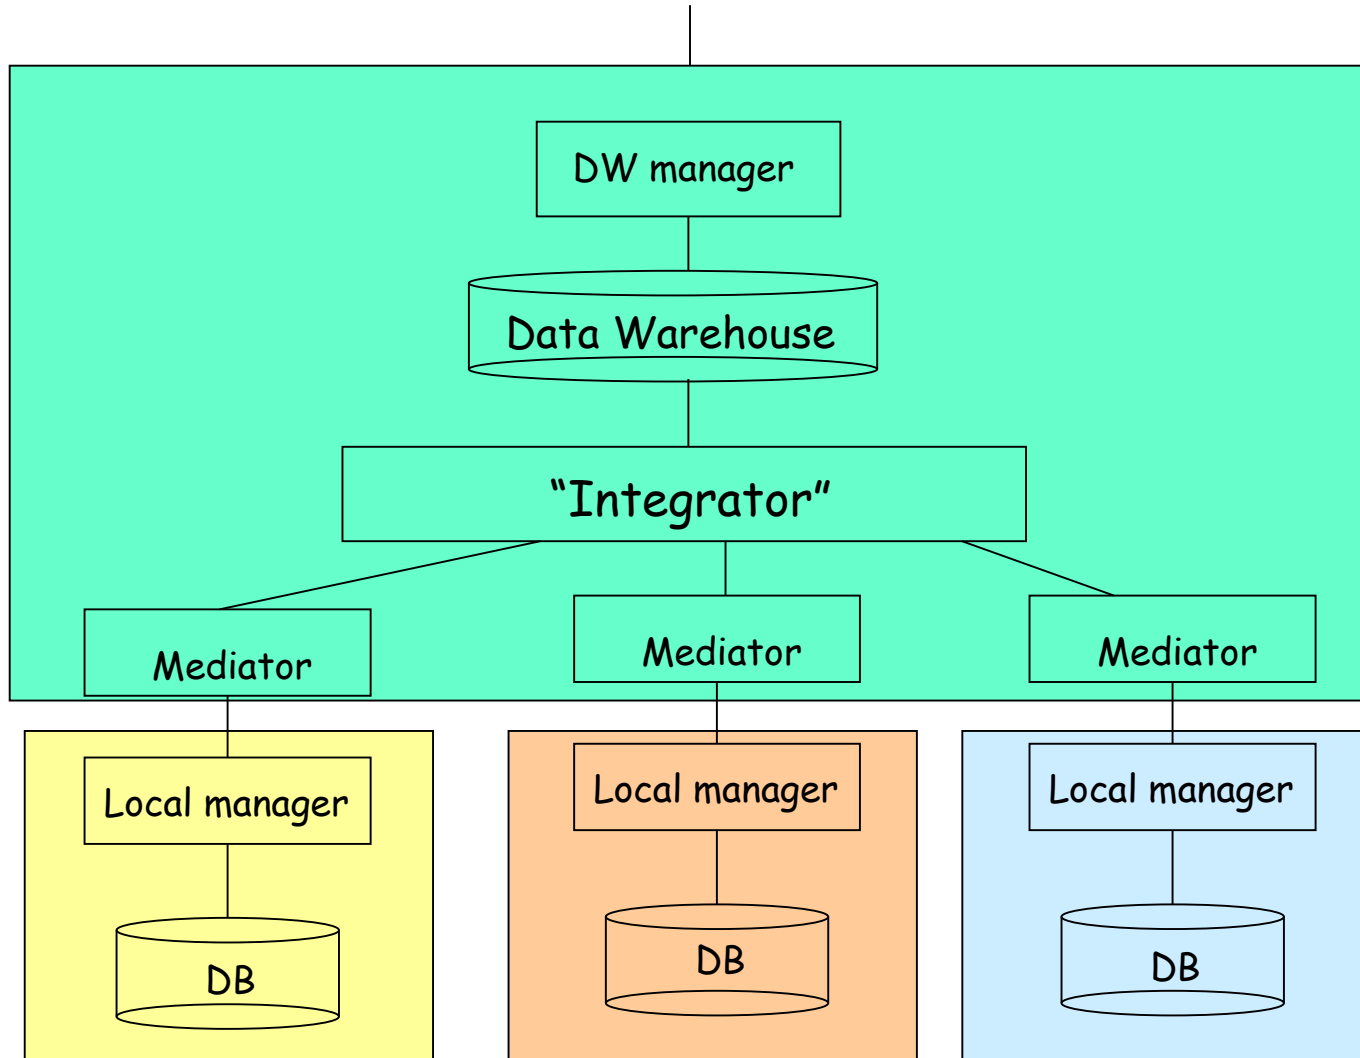 DW manager
Data Warehouse
“Integrator”
Mediator
Mediator
Mediator
Local manager
Local manager
Local manager
DB
DB
DB